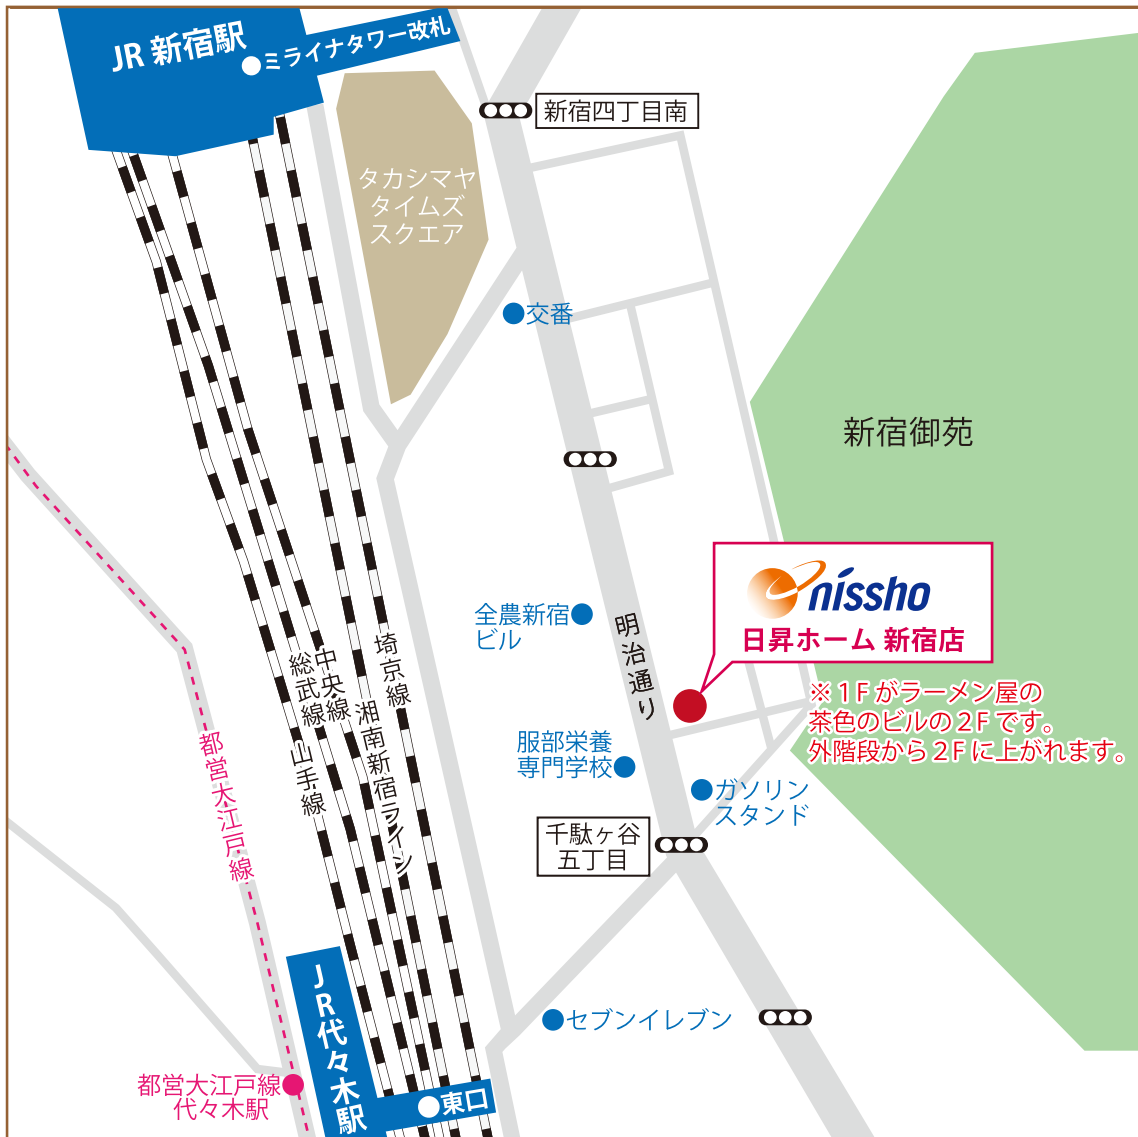 JR 新宿駅
ミライナタワー改札
新宿四丁目南
タカシマヤ
タイムズ
スクエア
交番
新宿御苑
nissho
日昇ホーム 新宿店
※１Ｆがラーメン屋の
茶色のビルの２Ｆです。
外階段から２Ｆに上がれます。
全農新宿
ビル
明治通り
埼京線
中央線
総武線
湘南新宿ライン
山手線
都営大江戸線
服部栄養
専門学校
ガソリン
スタンド
千駄ヶ谷
五丁目
JR代々木駅
セブンイレブン
都営大江戸線
代々木駅
東口